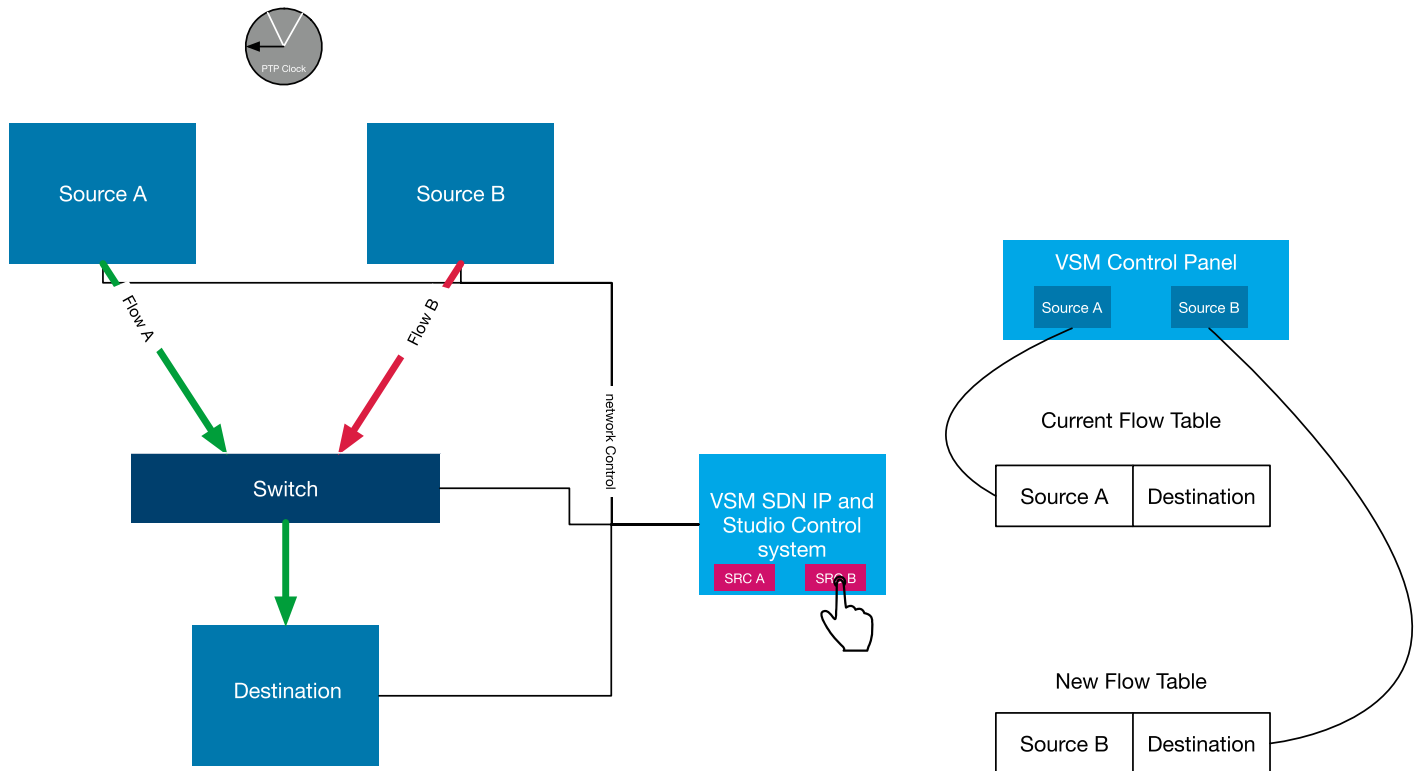 PTP Clock
Source A
Source B
Flow A
Flow B
network Control
Switch
Destination
VSM SDN IP and
Studio Control
system
SRC A
SRC B
VSM Control Panel
Source A
Source B
Current Flow Table
Source A
Destination
New Flow Table
Source B
Destination